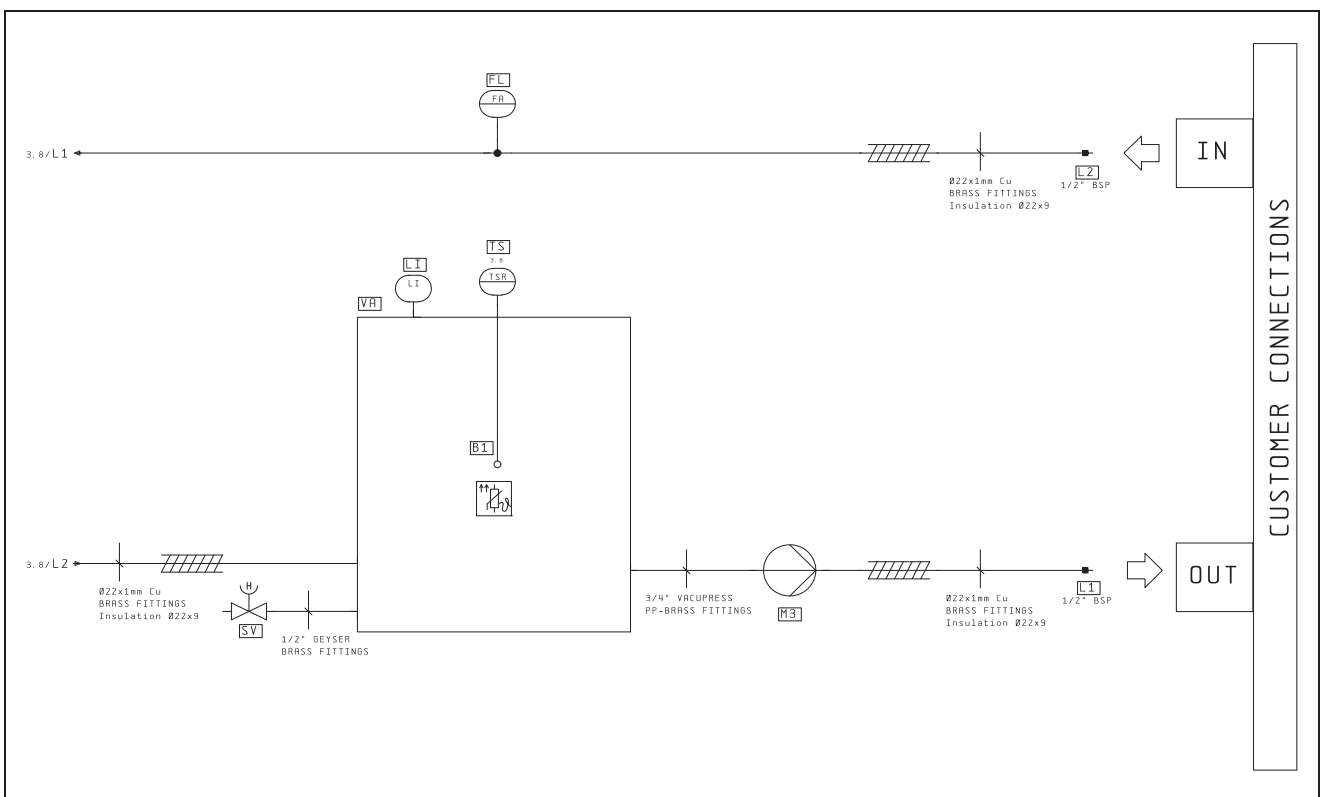 FL
FA
3.8/L1
IN
L2
1/2" BSP
Ø22x1mm Cu
BRASS FITTINGS
Insulation Ø22x9
CUSTOMER CONNECTIONS
TS
3.8
TSR
LI
LI
VA
B1
3.8/L2
Ø22x1mm Cu
BRASS FITTINGS
Insulation Ø22x9
H
SV
1/2" GEYSER
BRASS FITTINGS
3/4" VACUPRESS
PP-BRASS FITTINGS
M3
Ø22x1mm Cu
BRASS FITTINGS
Insulation Ø22x9
L1
1/2" BSP
OUT